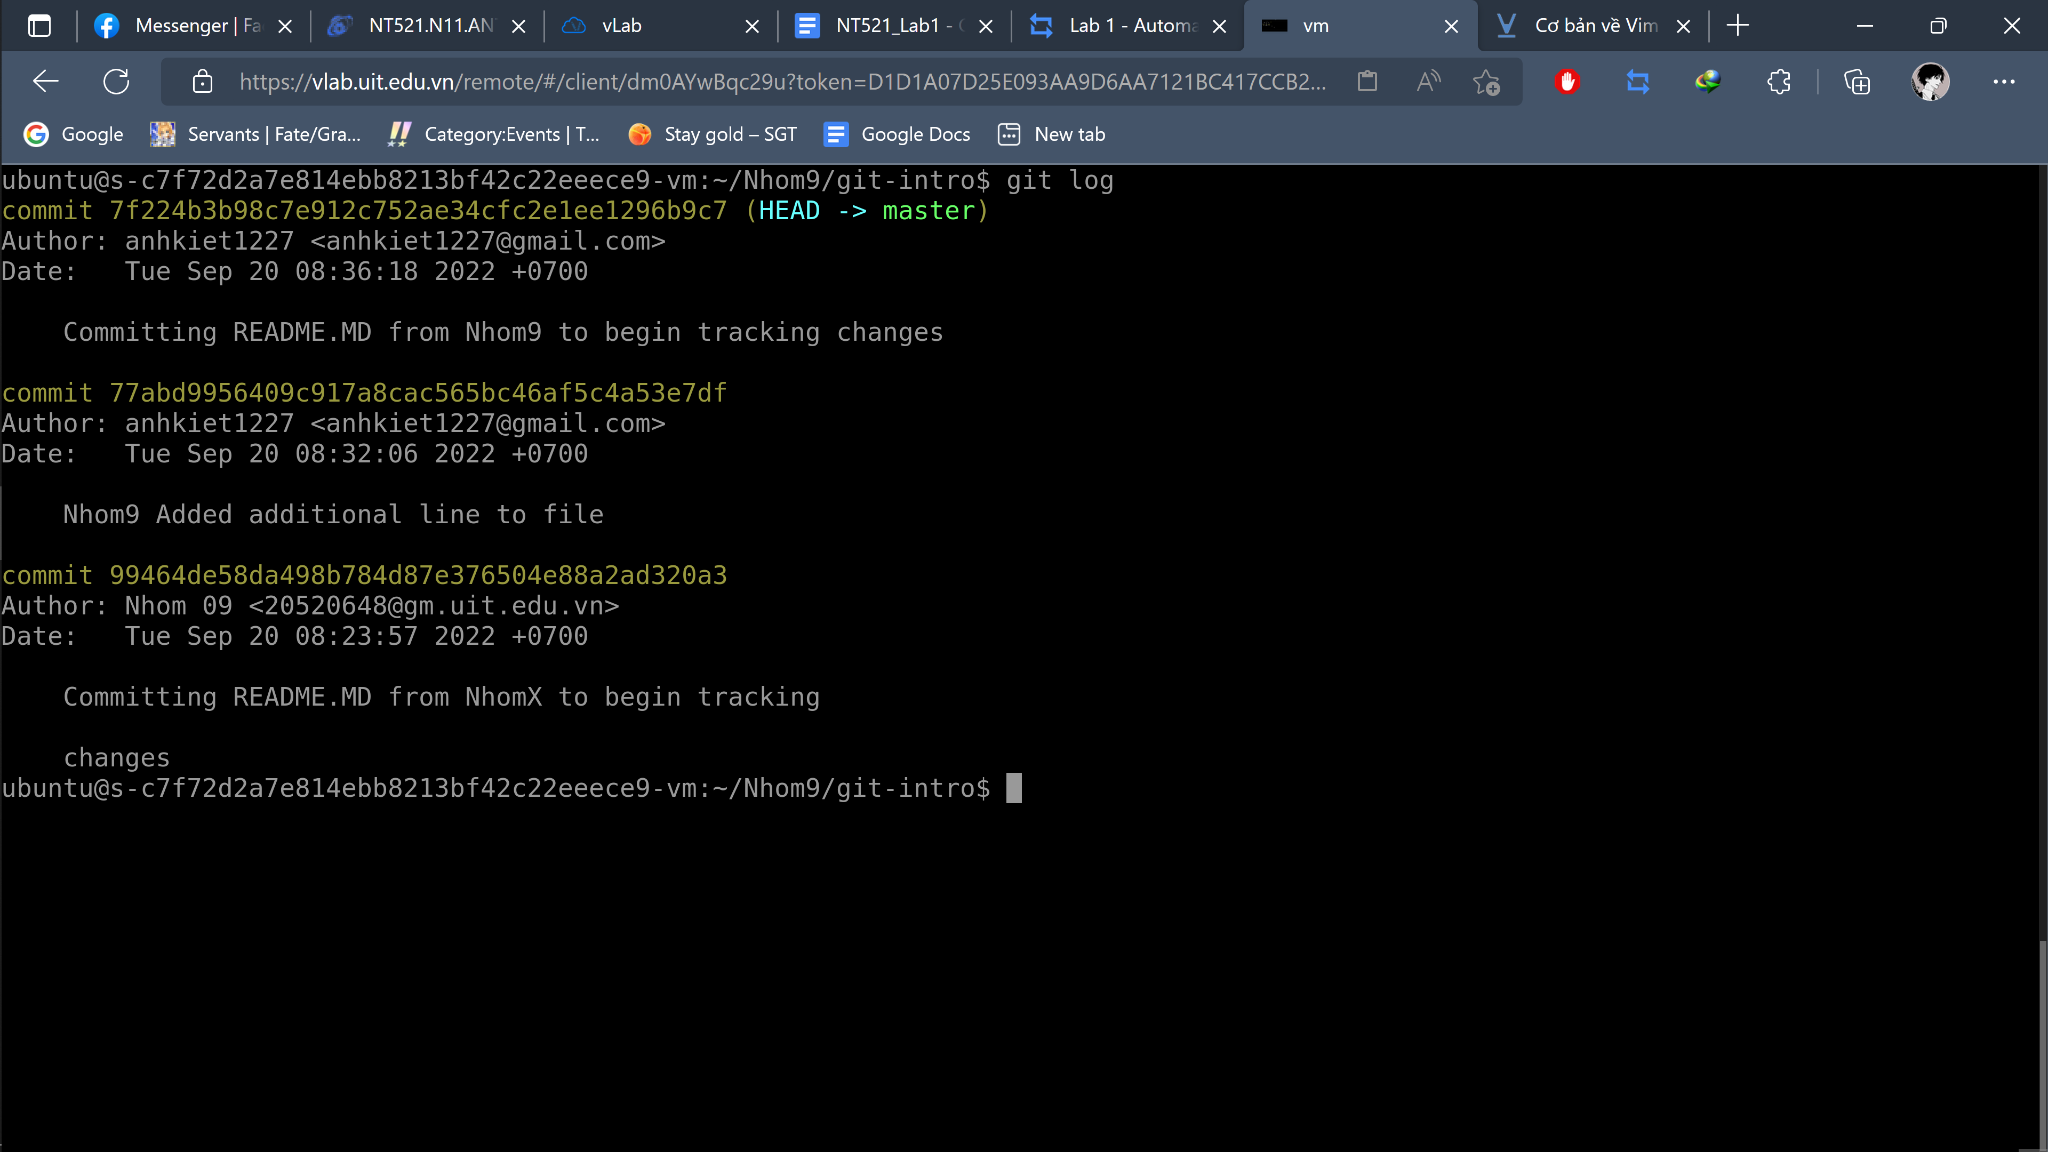 Messenger | Fa
NT521.N11.AN
vLab
NT521_Lab1 -
Lab 1 - Automa
vm
Cơ bản về Vim
https://vlab.uit.edu.vn/remote/#/client/dm0AYwBqc29u?token=D1D1A07D25E093AA9D6AA7121BC417CCB2...
Google
Servants | Fate/Gra...
Category:Events | T...
Stay gold – SGT
Google Docs
New tab
ubuntu@s-c7f72d2a7e814ebb8213bf42c22eeece9-vm:~/Nhom9/git-intro$ git log
commit 7f224b3b98c7e912c752ae34cfc2e1ee1296b9c7 (HEAD -> master)
Author: anhkiet1227 <anhkiet1227@gmail.com>
Date:   Tue Sep 20 08:36:18 2022 +0700
Committing README.MD from Nhom9 to begin tracking changes
commit 77abd9956409c917a8cac565bc46af5c4a53e7df
Author: anhkiet1227 <anhkiet1227@gmail.com>
Date:   Tue Sep 20 08:32:06 2022 +0700
Nhom9 Added additional line to file
commit 99464de58da498b784d87e376504e88a2ad320a3
Author: Nhom 09 <20520648@gm.uit.edu.vn>
Date:   Tue Sep 20 08:23:57 2022 +0700
Committing README.MD from NhomX to begin tracking
changes
ubuntu@s-c7f72d2a7e814ebb8213bf42c22eeece9-vm:~/Nhom9/git-intro$